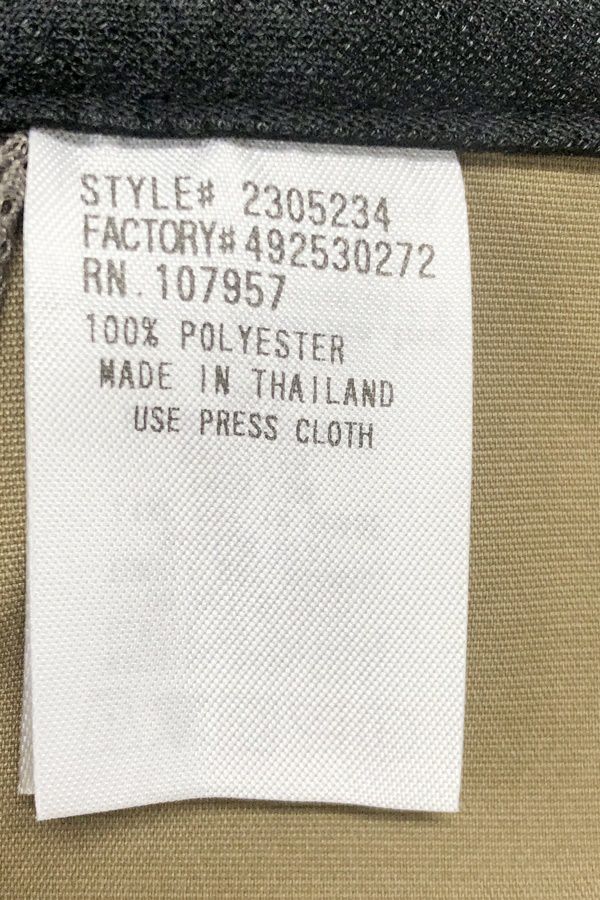 STYLE# 2305234
FACTORY# 492530272
RN. 107957
100% POLYESTER
MADE IN THAILAND
USE PRESS CLOTH